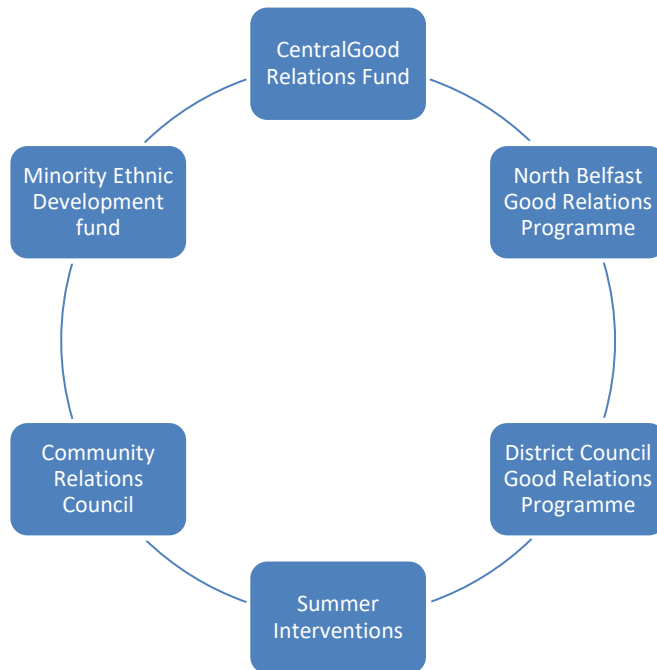 CentralGood
Relations Fund
Minority Ethnic
Development
fund
North Belfast
Good Relations
Programme
Community
Relations
Council
District Council
Good Relations
Programme
Summer
Interventions